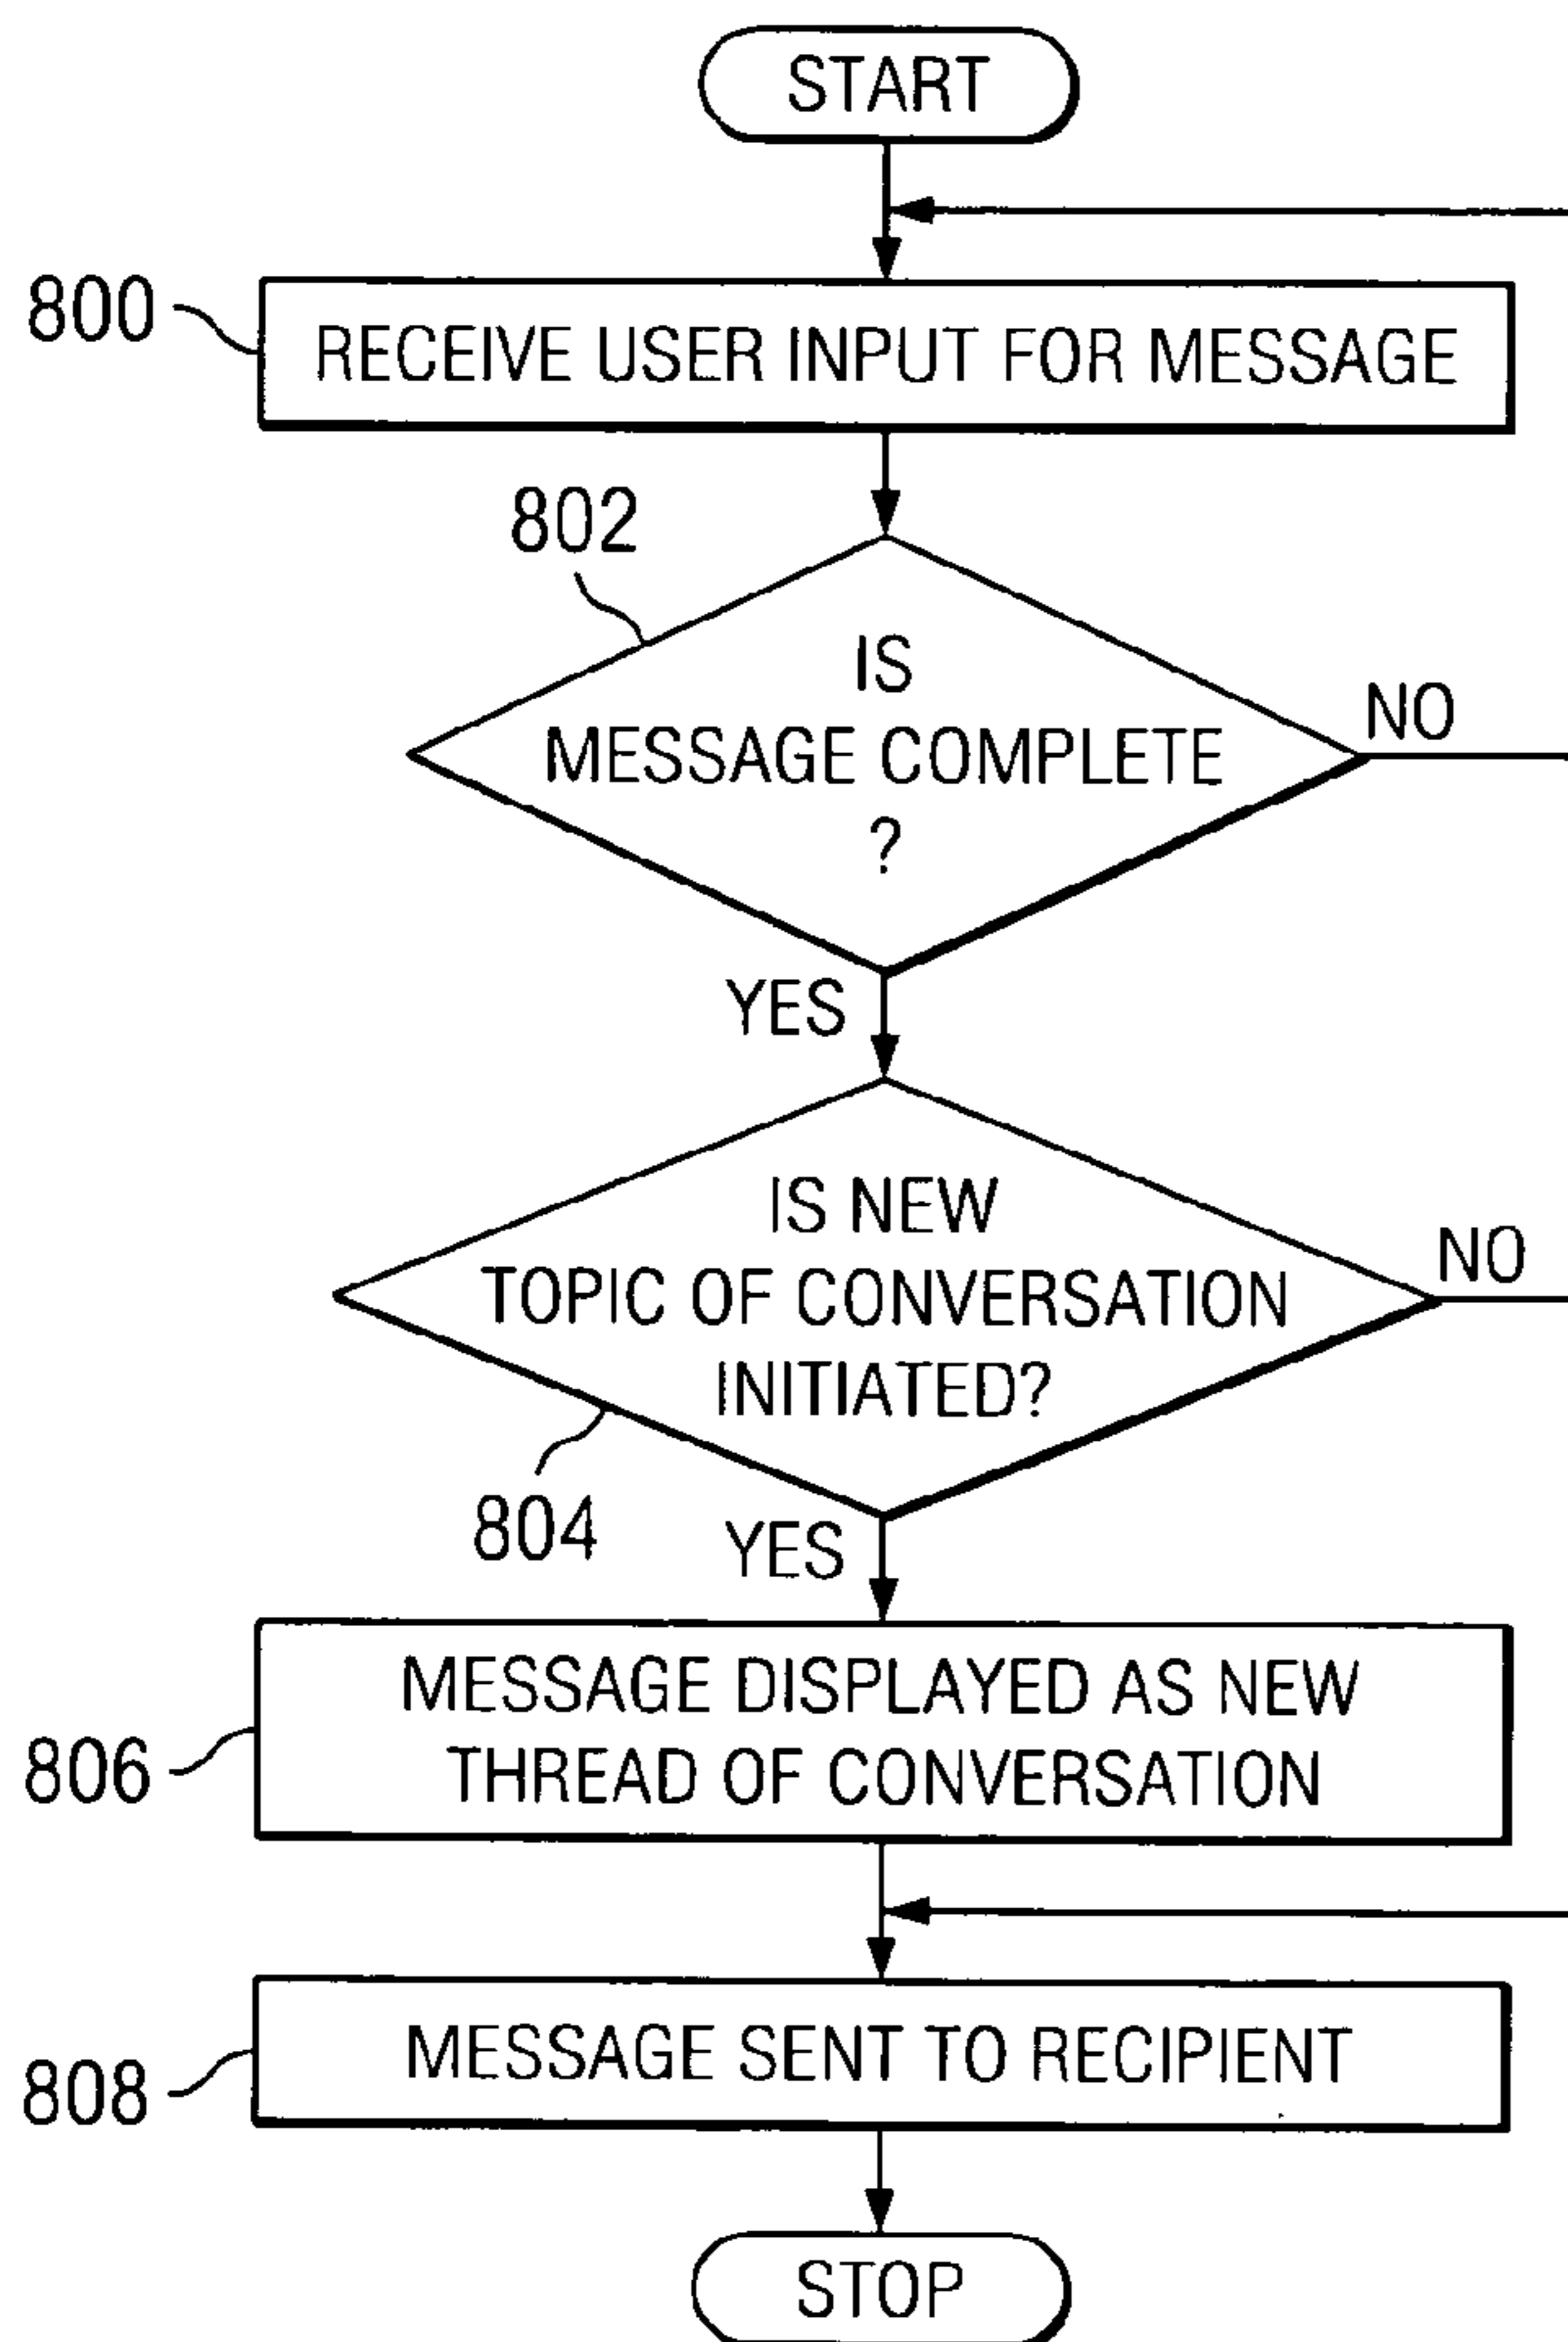 START
800
RECEIVE USER INPUT FOR MESSAGE
802
IS
MESSAGE COMPLETE
?
NO
YES
IS NEW
TOPIC OF CONVERSATION
INITIATED?
NO
804
YES
MESSAGE DISPLAYED AS NEW
THREAD OF CONVERSATION
806
MESSAGE SENT TO RECIPIENT
808
STOP